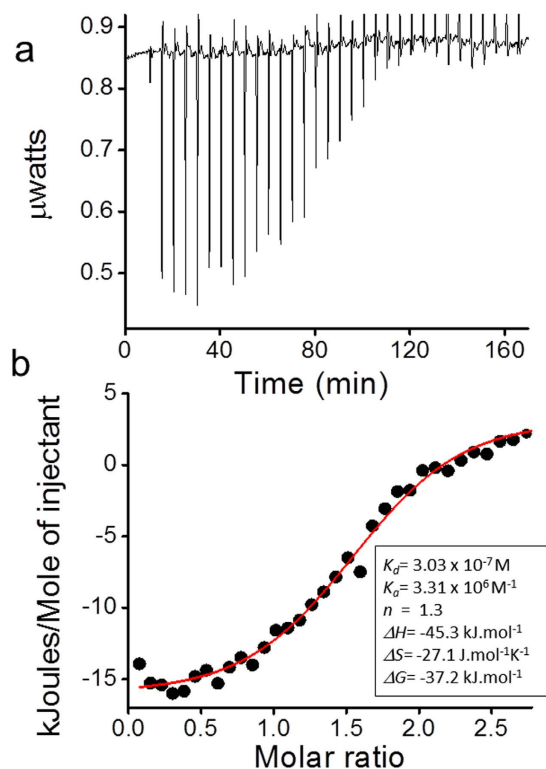 a
µwatts
0.9
0.8
0.7
0.6
0.5
0 40 80 120 160
Time (min)
b
kJoules/Mole of injectant
5
0
-5
-10
-15
K_d= 3.03 x 10⁻⁷M
K_a= 3.31 x 10⁶M⁻¹
n = 1.3
ΔH= -45.3 kJ.mol⁻¹
ΔS= -27.1 J.mol⁻¹K⁻¹
ΔG= -37.2 kJ.mol⁻¹
0.0 0.5 1.0 1.5 2.0 2.5
Molar ratio